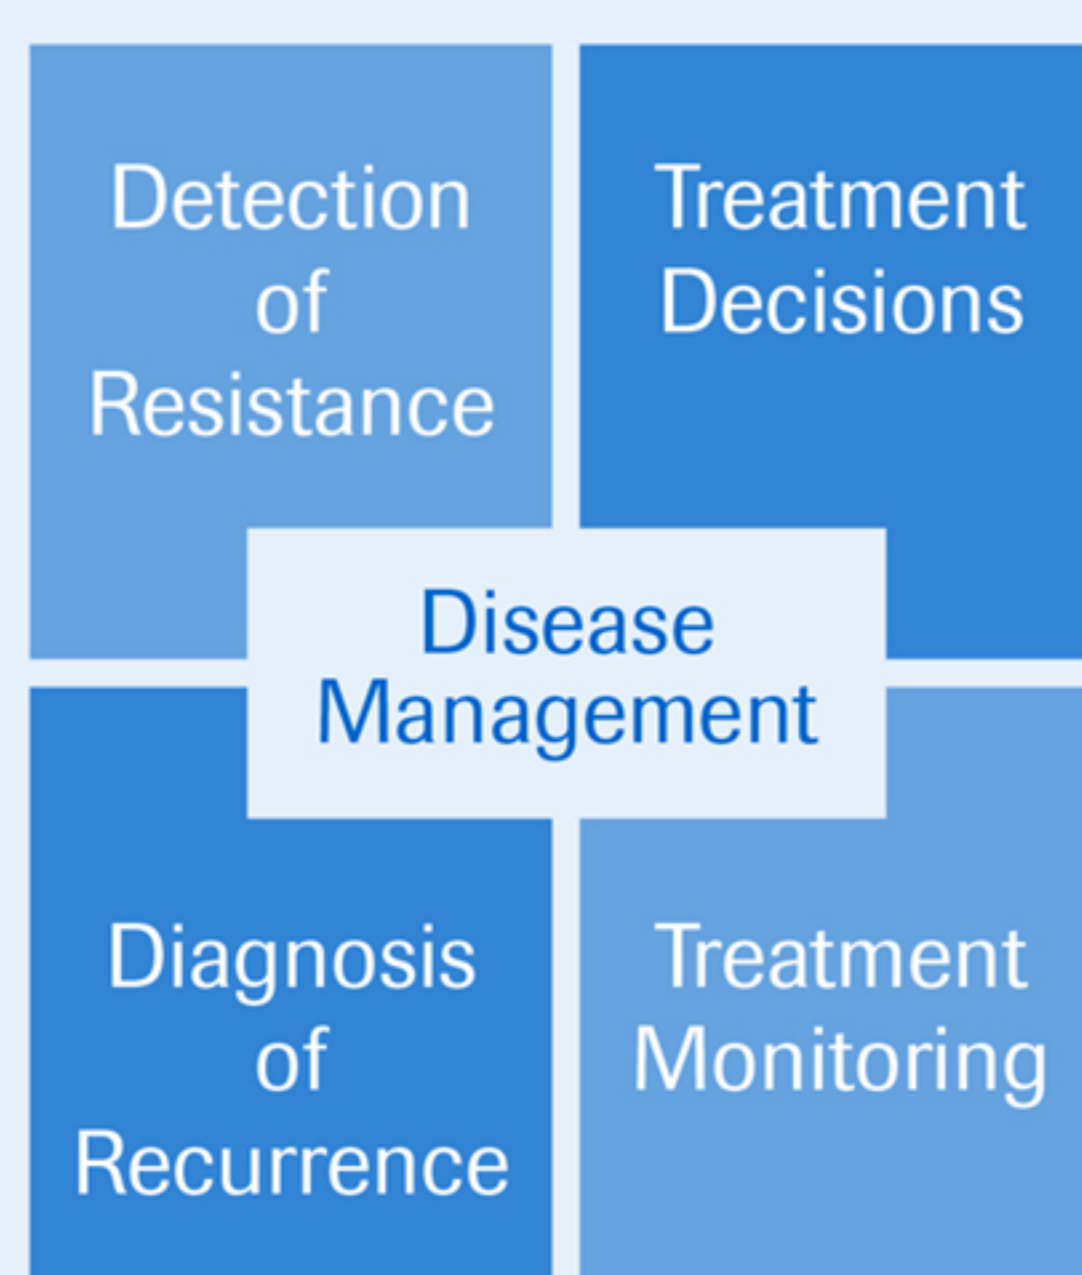 Detection
of
Resistance
Treatment
Decisions
Disease
Management
Diagnosis
of
Recurrence
Treatment
Monitoring